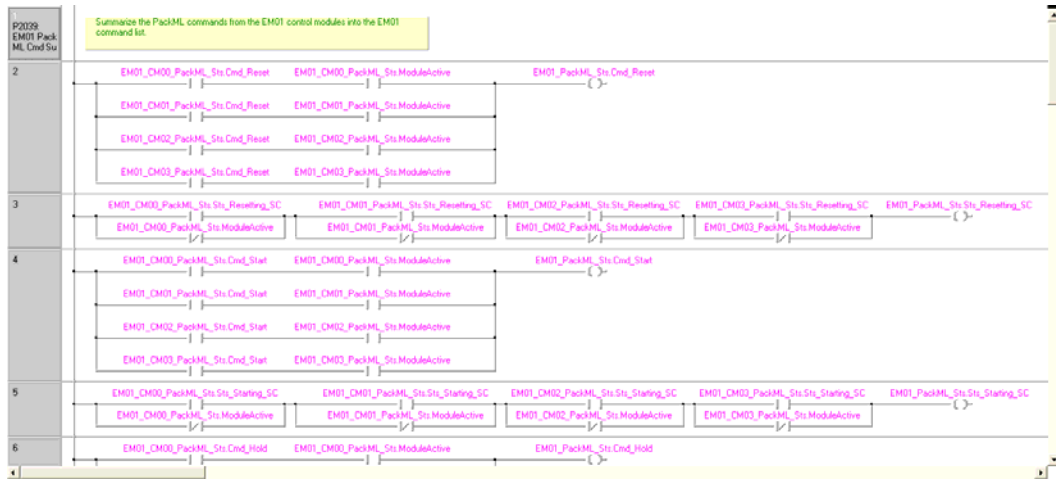 1
P2039:
EM01 Pack
ML Cmd Su
Summarize the PackML commands from the EM01 control modules into the EM01
command list.
2
EM01_CM00_PackML_Sts.Cmd_Reset EM01_CM00_PackML_Sts.ModuleActive EM01_PackML_Sts.Cmd_Reset
EM01_CM01_PackML_Sts.Cmd_Reset EM01_CM01_PackML_Sts.ModuleActive
EM01_CM02_PackML_Sts.Cmd_Reset EM01_CM02_PackML_Sts.ModuleActive
EM01_CM03_PackML_Sts.Cmd_Reset EM01_CM03_PackML_Sts.ModuleActive
3
EM01_CM00_PackML_Sts.Sts_Resetting_SC EM01_CM01_PackML_Sts.Sts_Resetting_SC EM01_CM02_PackML_Sts.Sts_Resetting_SC EM01_CM03_PackML_Sts.Sts_Resetting_SC EM01_PackML_Sts.Sts_Resetting_SC
EM01_CM00_PackML_Sts.ModuleActive EM01_CM01_PackML_Sts.ModuleActive EM01_CM02_PackML_Sts.ModuleActive EM01_CM03_PackML_Sts.ModuleActive
4
EM01_CM00_PackML_Sts.Cmd_Start EM01_CM00_PackML_Sts.ModuleActive EM01_PackML_Sts.Cmd_Start
EM01_CM01_PackML_Sts.Cmd_Start EM01_CM01_PackML_Sts.ModuleActive
EM01_CM02_PackML_Sts.Cmd_Start EM01_CM02_PackML_Sts.ModuleActive
EM01_CM03_PackML_Sts.Cmd_Start EM01_CM03_PackML_Sts.ModuleActive
5
EM01_CM00_PackML_Sts.Sts_Starting_SC EM01_CM01_PackML_Sts.Sts_Starting_SC EM01_CM02_PackML_Sts.Sts_Starting_SC EM01_CM03_PackML_Sts.Sts_Starting_SC EM01_PackML_Sts.Sts_Starting_SC
EM01_CM00_PackML_Sts.ModuleActive EM01_CM01_PackML_Sts.ModuleActive EM01_CM02_PackML_Sts.ModuleActive EM01_CM03_PackML_Sts.ModuleActive
6
EM01_CM00_PackML_Sts.Cmd_Hold EM01_CM00_PackML_Sts.ModuleActive EM01_PackML_Sts.Cmd_Hold